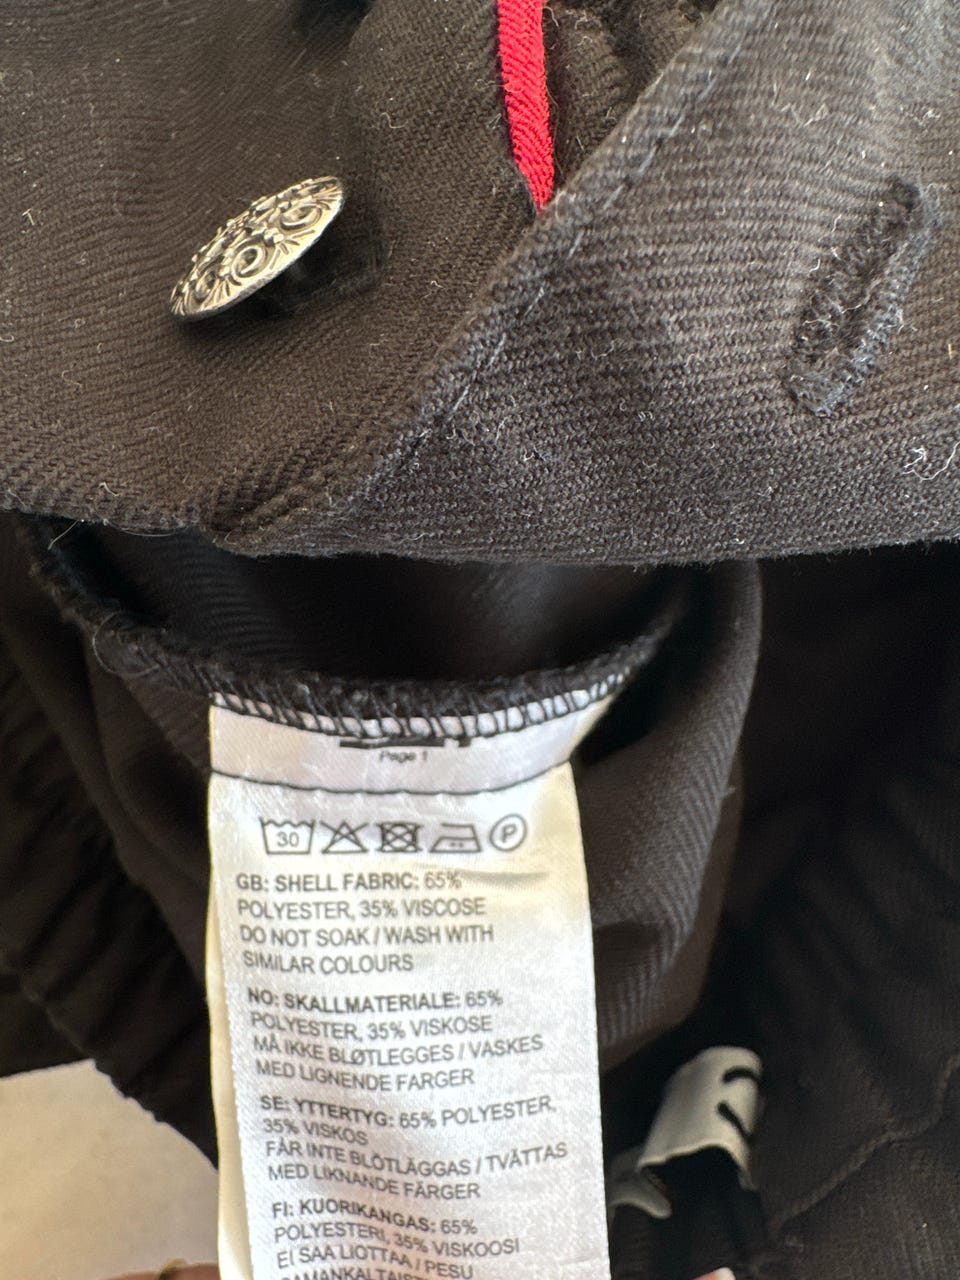 Page 1
30
P
GB: SHELL FABRIC: 65%
POLYESTER, 35% VISCOSE
DO NOT SOAK / WASH WITH
SIMILAR COLOURS
NO: SKALLMATERIALE: 65%
POLYESTER, 35% VISKOSE
MÅ IKKE BLØTLEGGES / VASKES
MED LIGNENDE FARGER
SE: YTTERTYG: 65% POLYESTER,
35% VISKOS
FÅR INTE BLÖTLÄGGAS / TVÄTTAS
MED LIKNANDE FÄRGER
FI: KUORIKANGAS: 65%
POLYESTERI, 35% VISKOOSI
EI SAA LIOTTAA / PESU